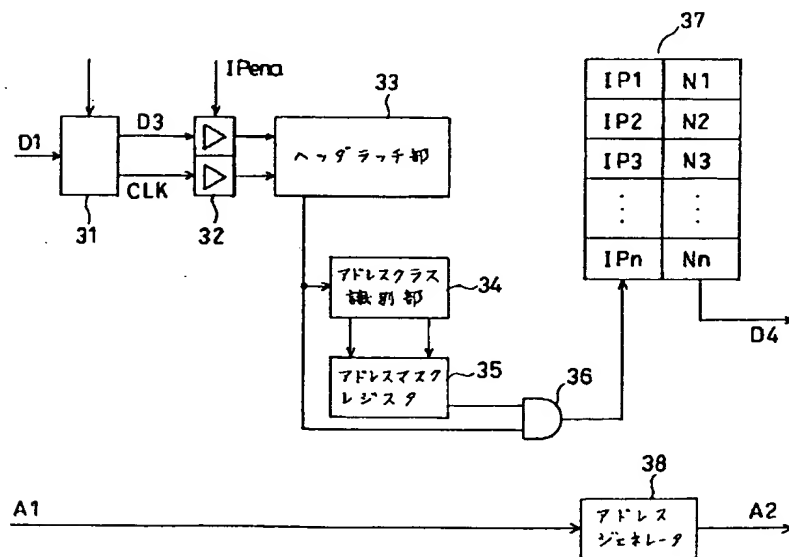 37
IPena
33
IP1 N1
D1
D3
IP2 N2
ヘッダラッチ部
IP3 N3
CLK
⋮ ⋮
31
32
IPn Nn
アドレスクラス
識別部
34
D4
アドレスマスク
レジスタ
35
36
38
A1
アドレス
ジェネレータ
A2